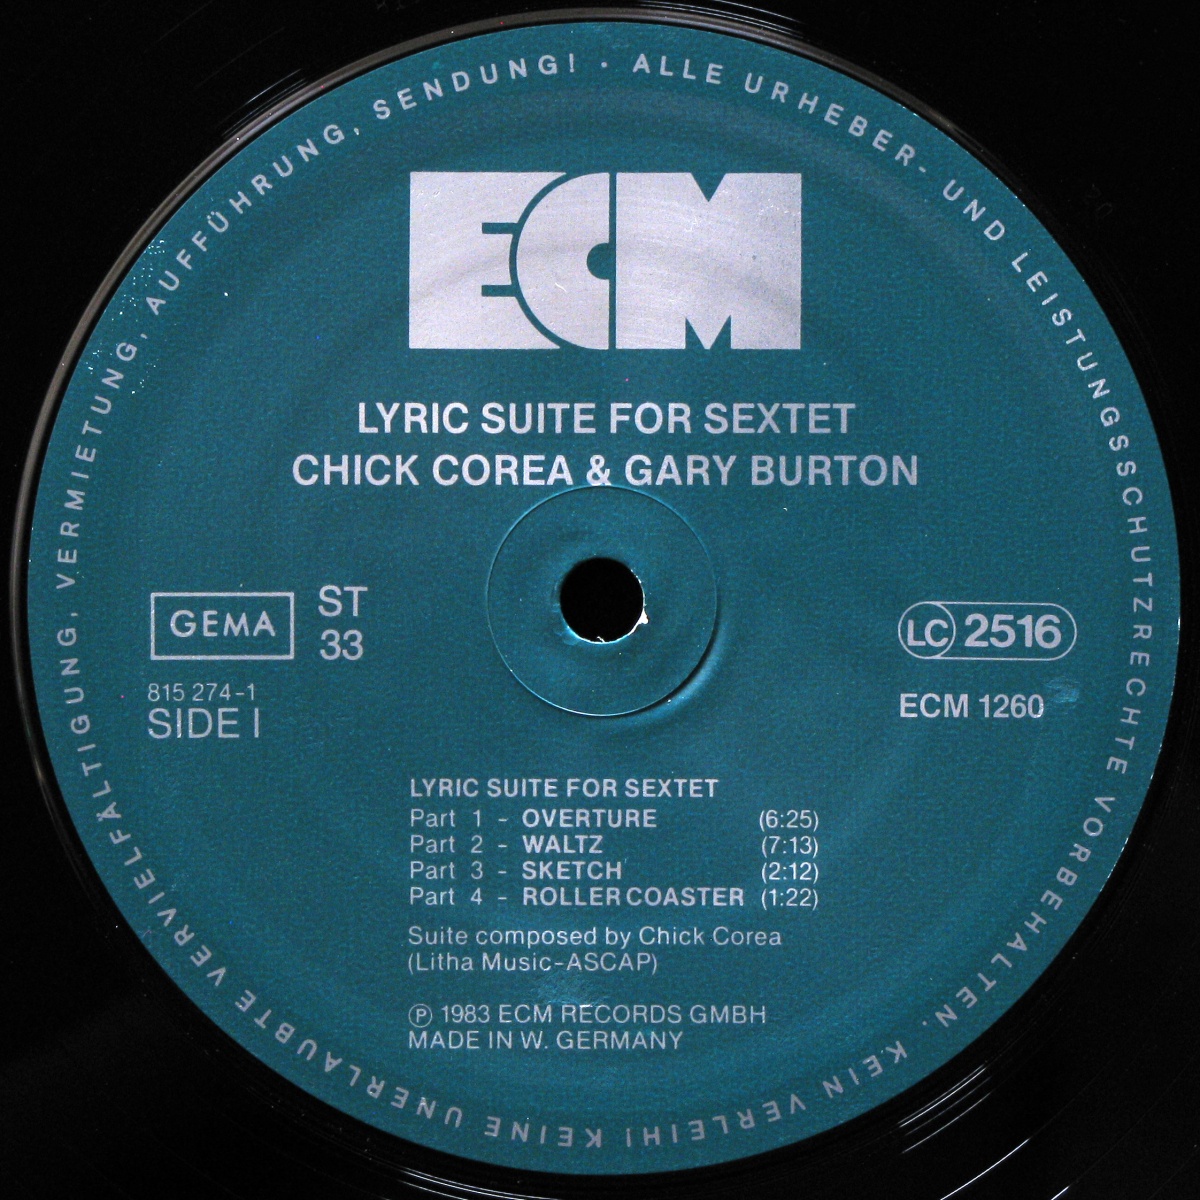 ALLE URHEBER- UND LEISTUNGSSCHUTZRECHTE VORBEHALTEN. KEIN VERLEIH! KEINE UNERLAUBTE VERVIELFÄLTIGUNG, VERMIETUNG, AUFFÜHRUNG, SENDUNG! ·
ECM
LYRIC SUITE FOR SEXTET
CHICK COREA & GARY BURTON
GEMA
ST
33
815 274-1
SIDE I
LC 2516
ECM 1260
LYRIC SUITE FOR SEXTET
Part 1 - OVERTURE (6:25)
Part 2 - WALTZ (7:13)
Part 3 - SKETCH (2:12)
Part 4 - ROLLER COASTER (1:22)
Suite composed by Chick Corea
(Litha Music-ASCAP)
Ⓟ 1983 ECM RECORDS GMBH
MADE IN W. GERMANY